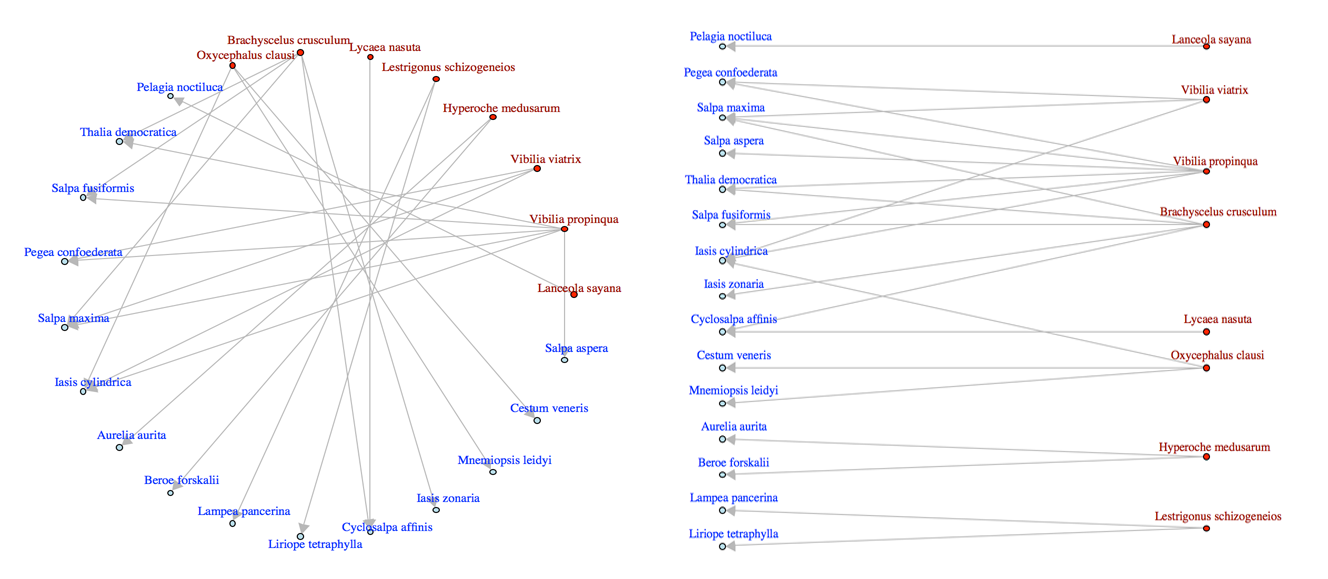 Brachyscelus crusculum
Lycaea nasuta
Oxycephalus clausi
Lestrigonus schizogeneios
Pelagia noctiluca
Hyperoche medusarum
Thalia democratica
Vibilia viatrix
Salpa fusiformis
Vibilia propinqua
Pegea confoederata
Lanceola sayana
Salpa maxima
Salpa aspera
Iasis cylindrica
Cestum veneris
Aurelia aurita
Mnemiopsis leidyi
Beroe forskalii
Iasis zonaria
Lampea pancerina
Cyclosalpa affinis
Liriope tetraphylla
Pelagia noctiluca
Lanceola sayana
Pegea confoederata
Vibilia viatrix
Salpa maxima
Salpa aspera
Vibilia propinqua
Thalia democratica
Salpa fusiformis
Brachyscelus crusculum
Iasis cylindrica
Iasis zonaria
Cyclosalpa affinis
Lycaea nasuta
Cestum veneris
Oxycephalus clausi
Mnemiopsis leidyi
Aurelia aurita
Hyperoche medusarum
Beroe forskalii
Lampea pancerina
Lestrigonus schizogeneios
Liriope tetraphylla